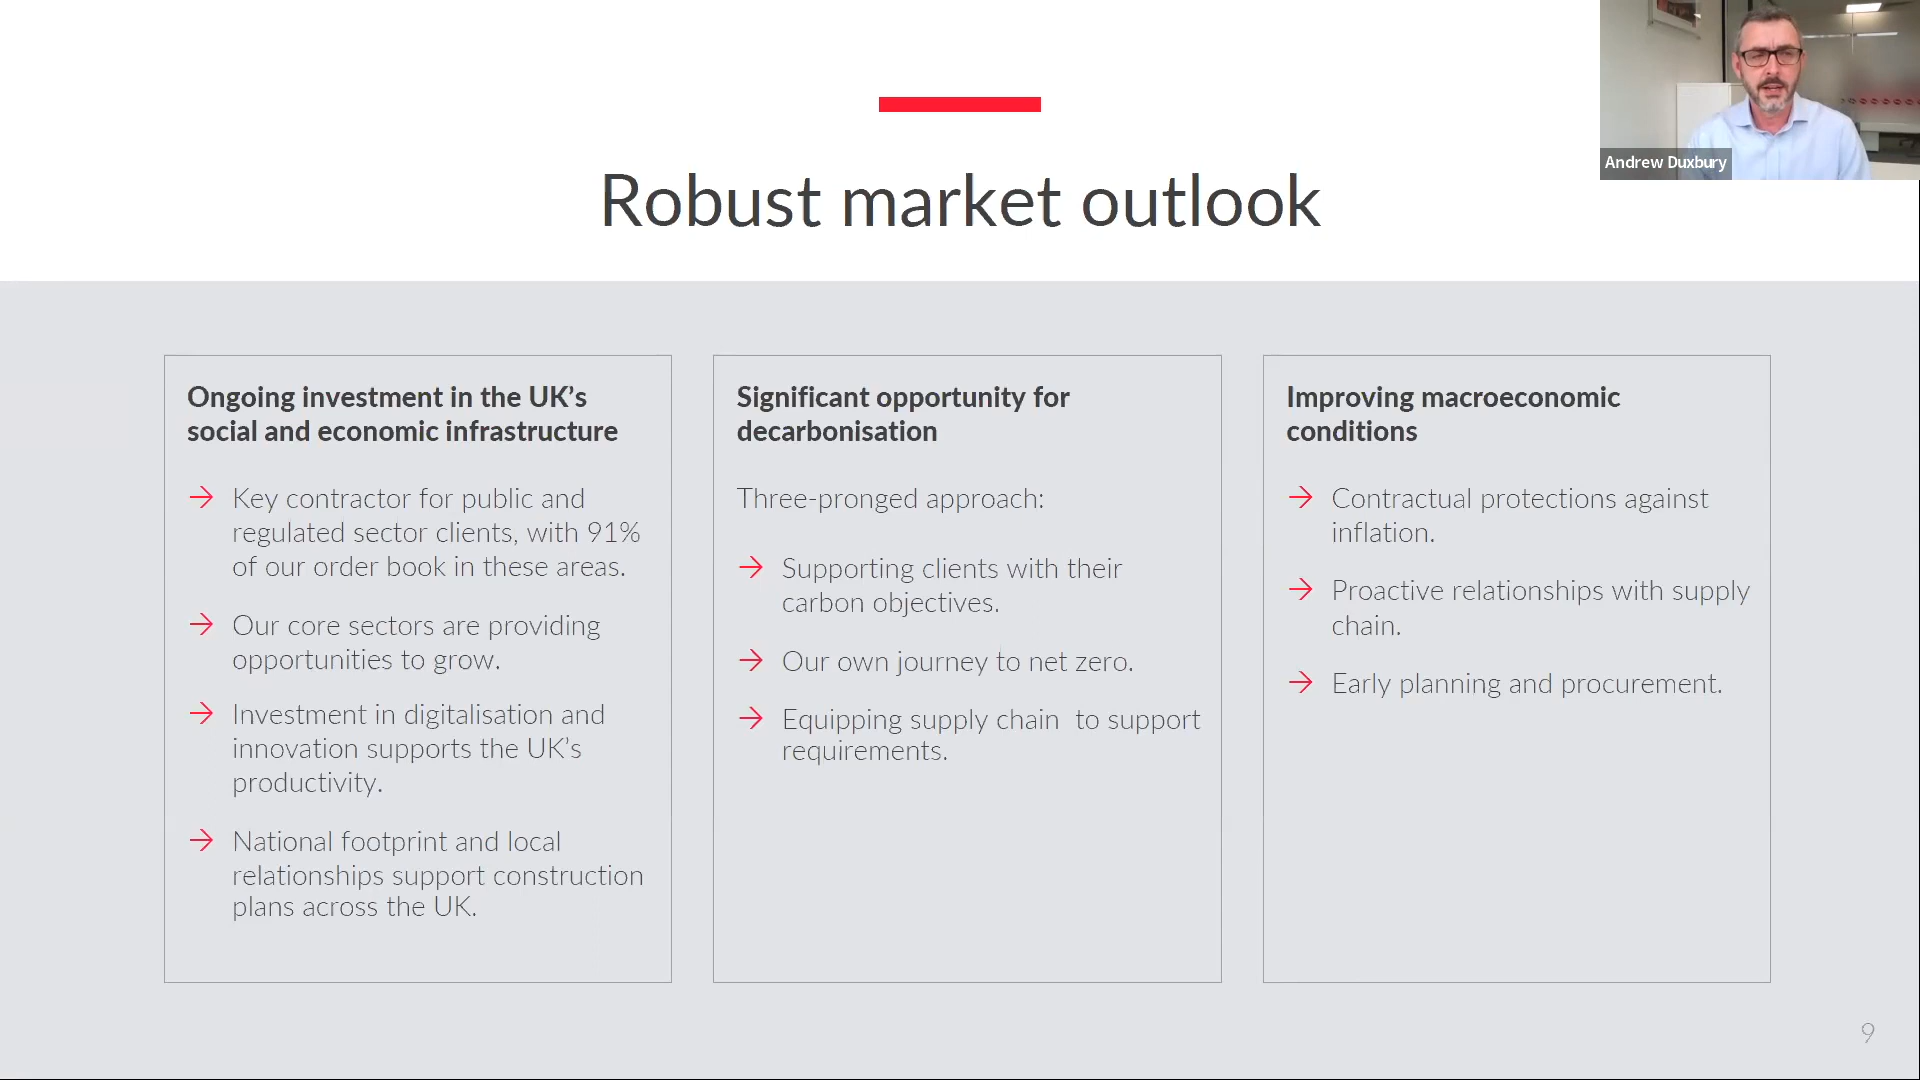 Andrew Duxbury
Robust market outlook
Ongoing investment in the UK’s
social and economic infrastructure
→ Key contractor for public and
regulated sector clients, with 91%
of our order book in these areas.
→ Our core sectors are providing
opportunities to grow.
→ Investment in digitalisation and
innovation supports the UK’s
productivity.
→ National footprint and local
relationships support construction
plans across the UK.
Significant opportunity for
decarbonisation
Three-pronged approach:
→ Supporting clients with their
carbon objectives.
→ Our own journey to net zero.
→ Equipping supply chain  to support
requirements.
Improving macroeconomic
conditions
→ Contractual protections against
inflation.
→ Proactive relationships with supply
chain.
→ Early planning and procurement.
9